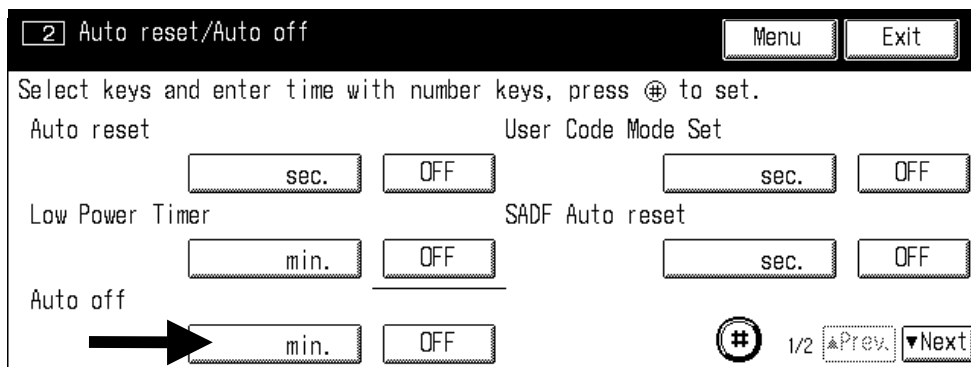 2 Auto reset/Auto off Menu Exit
Select keys and enter time with number keys, press # to set.
Auto reset User Code Mode Set
sec. OFF sec. OFF
Low Power Timer SADF Auto reset
min. OFF sec. OFF
Auto off
min. OFF # 1/2 ▲Prev. ▼Next